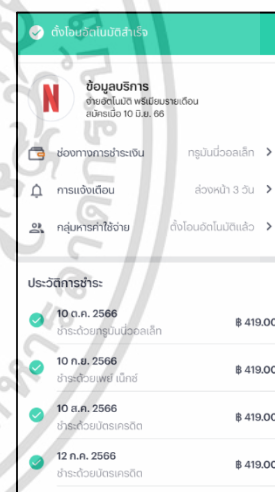 ตั้งโอนอัตโนมัติสำเร็จ
N
ข้อมูลบริการ
จ่ายอัตโนมัติ พรีเมียมรายเดือน
สมัครเมื่อ 10 มิ.ย. 66
ช่องทางการชำระเงิน ทรูมันนี่วอลเล็ท
การแจ้งเตือน ล่วงหน้า 3 วัน
กลุ่มหารค่าใช้จ่าย ตั้งโอนอัตโนมัติแล้ว
ประวัติการชำระ
10 ต.ค. 2566
฿ 419.00
ชำระด้วยทรูมันนี่วอลเล็ท
10 ก.ย. 2566
฿ 419.00
ชำระด้วยเพย์ เน็กซ์
10 ส.ค. 2566
฿ 419.00
ชำระด้วยบัตรเครดิต
12 ก.ค. 2566
฿ 419.00
ชำระด้วยบัตรเครดิต